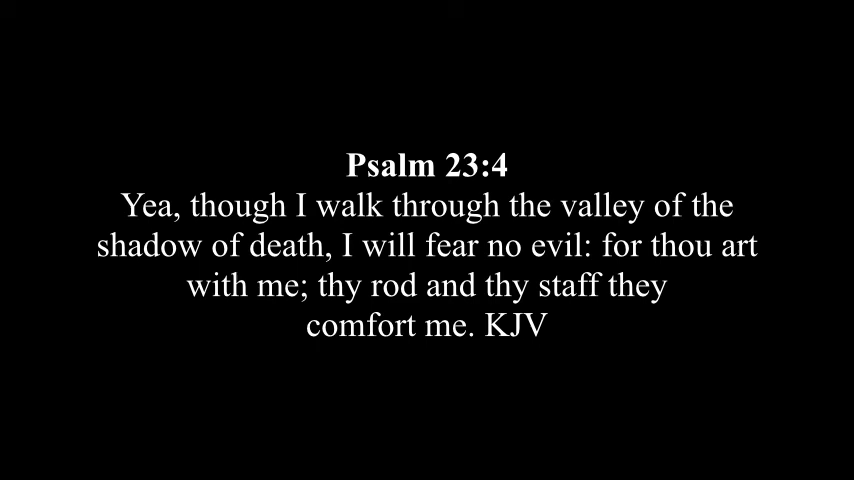 Psalm 23:4
Yea, though I walk through the valley of the
shadow of death, I will fear no evil: for thou art
with me; thy rod and thy staff they
comfort me. KJV